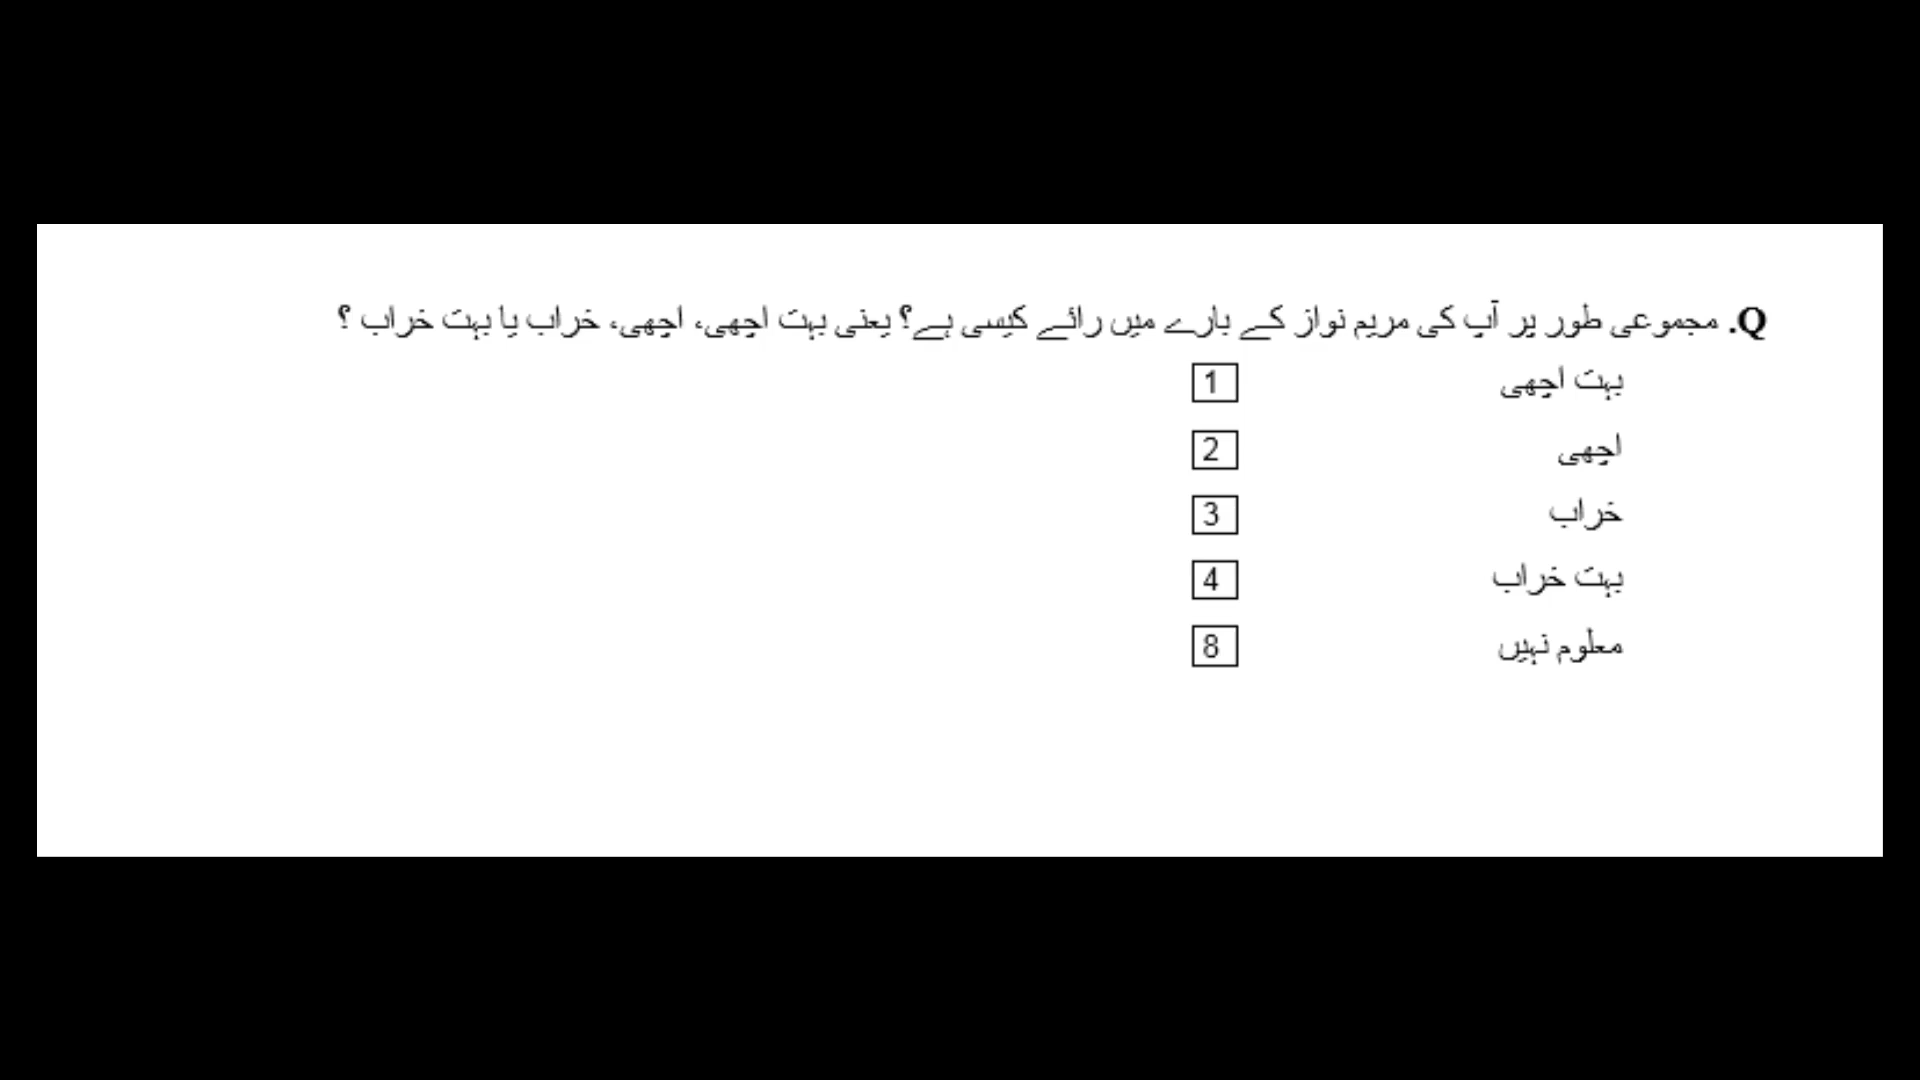 Q. مجموعی طور پر آپ کی مریم نواز کے بارے میں رائے کیسی ہے؟ یعنی بہت اچھی، اچھی، خراب یا بہت خراب ؟
بہت اچھی 1
اچھی 2
خراب 3
بہت خراب 4
معلوم نہیں 8